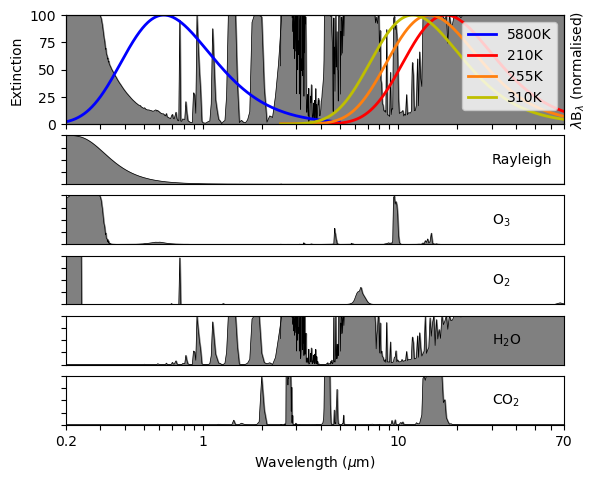 100
75
50
25
0
Extinction
λBλ (normalised)
5800K
210K
255K
310K
Rayleigh
O3
O2
H2O
CO2
0.2
1
10
70
Wavelength (μm)